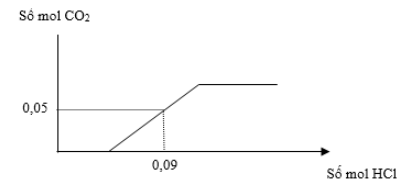 Số mol CO₂
0,05
0,09
Số mol HCl